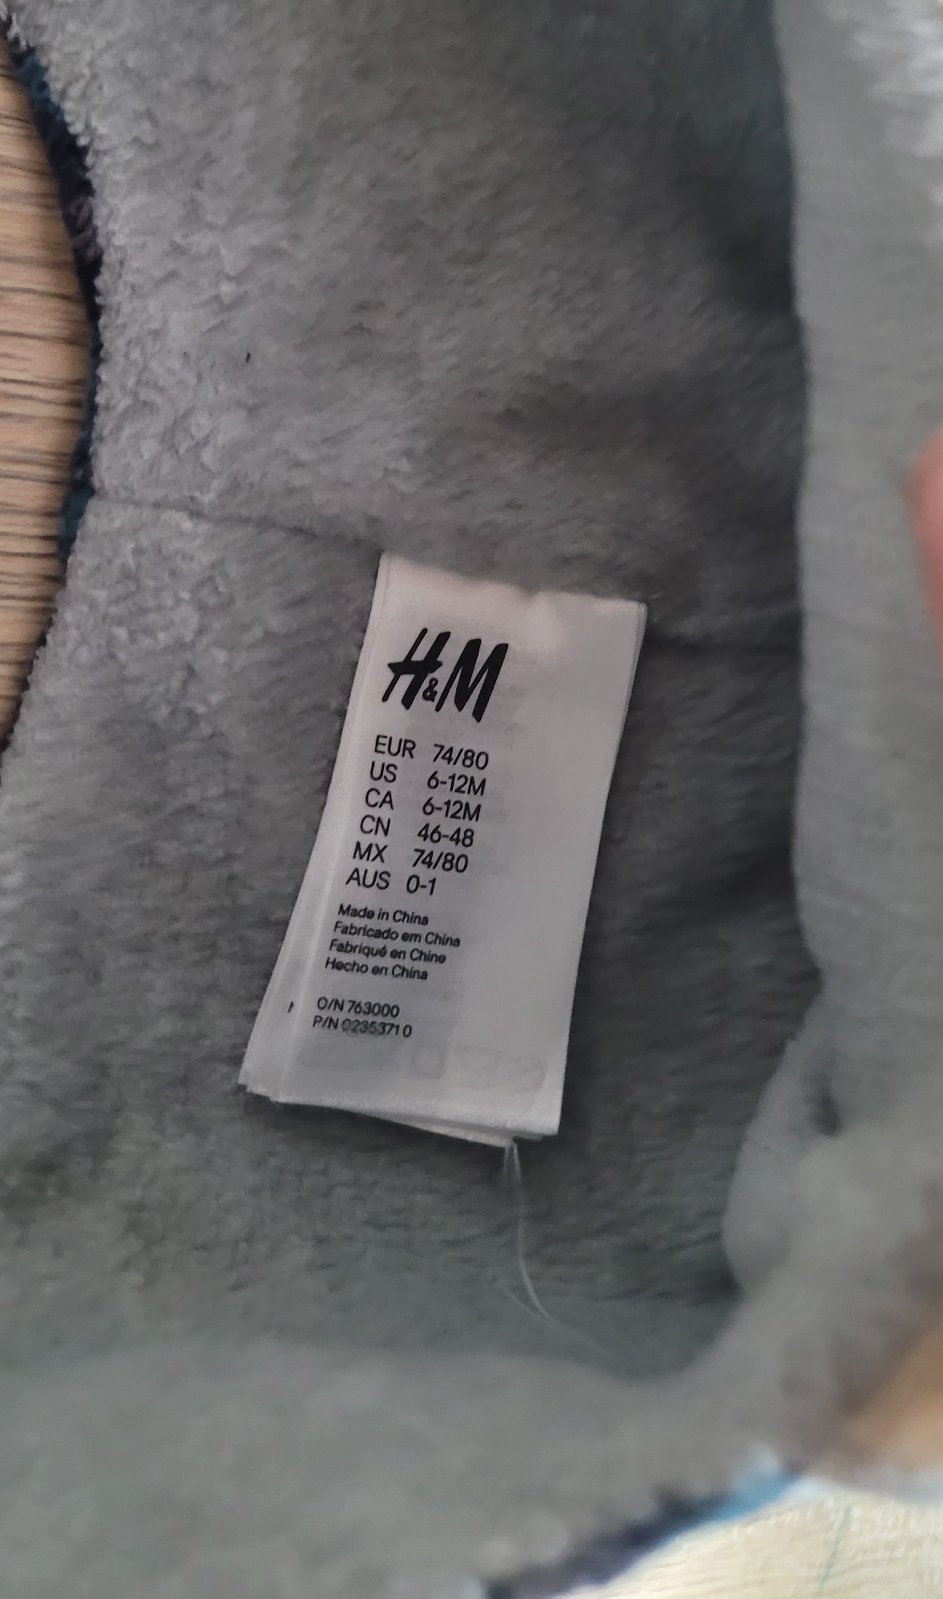 H&M
EUR 74/80
US 6-12M
CA 6-12M
CN 46-48
MX 74/80
AUS 0-1
Made in China
Fabricado em China
Fabriqué en Chine
Hecho en China
O/N 763000
P/N 02353710